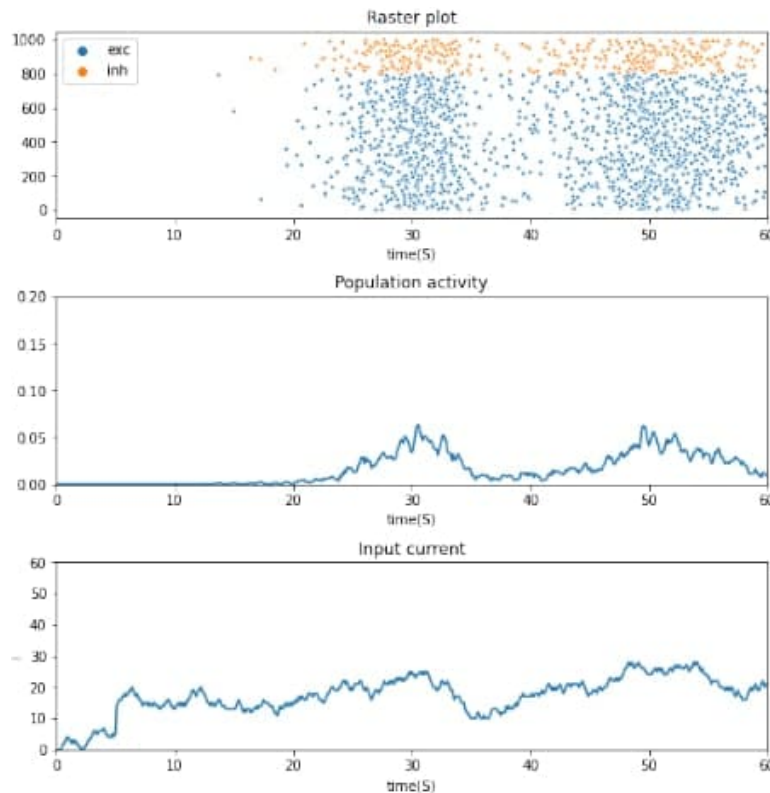 Raster plot
1000
800
600
400
200
0
exc
inh
0 10 20 30 40 50 60
time(S)
Population activity
0.20
0.15
0.10
0.05
0.00
0 10 20 30 40 50 60
time(S)
Input current
60
50
40
30
20
10
0
0 10 20 30 40 50 60
time(S)